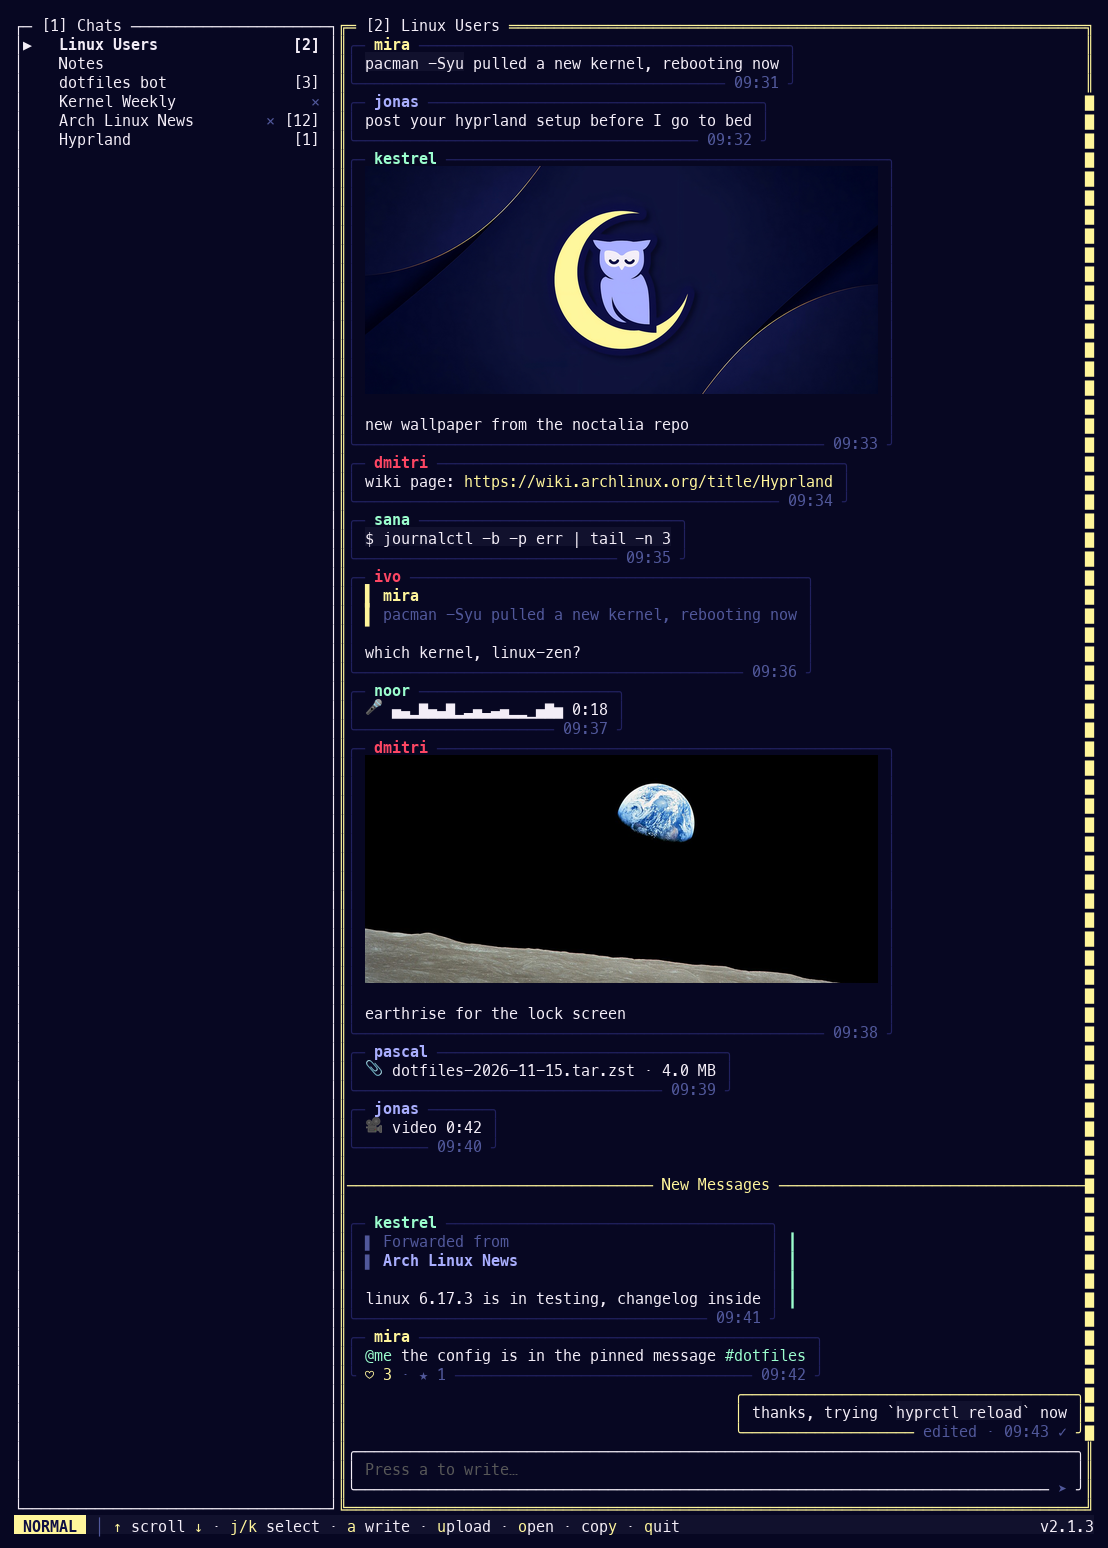 [1] Chats
▶ Linux Users [2]
Notes
dotfiles bot [3]
Kernel Weekly ×
Arch Linux News × [12]
Hyprland [1]
[2] Linux Users
mira
pacman -Syu pulled a new kernel, rebooting now
09:31
jonas
post your hyprland setup before I go to bed
09:32
kestrel
new wallpaper from the noctalia repo
09:33
dmitri
wiki page: https://wiki.archlinux.org/title/Hyprland
09:34
sana
$ journalctl -b -p err | tail -n 3
09:35
ivo
mira
pacman -Syu pulled a new kernel, rebooting now
which kernel, linux-zen?
09:36
noor
0:18
09:37
dmitri
earthrise for the lock screen
09:38
pascal
dotfiles-2026-11-15.tar.zst · 4.0 MB
09:39
jonas
video 0:42
09:40
New Messages
kestrel
Forwarded from
Arch Linux News
linux 6.17.3 is in testing, changelog inside
09:41
mira
@me the config is in the pinned message #dotfiles
♡ 3 · ★ 1 09:42
thanks, trying `hyprctl reload` now
edited · 09:43 ✓
Press a to write…
➤
NORMAL │ ↑ scroll ↓ · j/k select · a write · upload · open · copy · quit v2.1.3